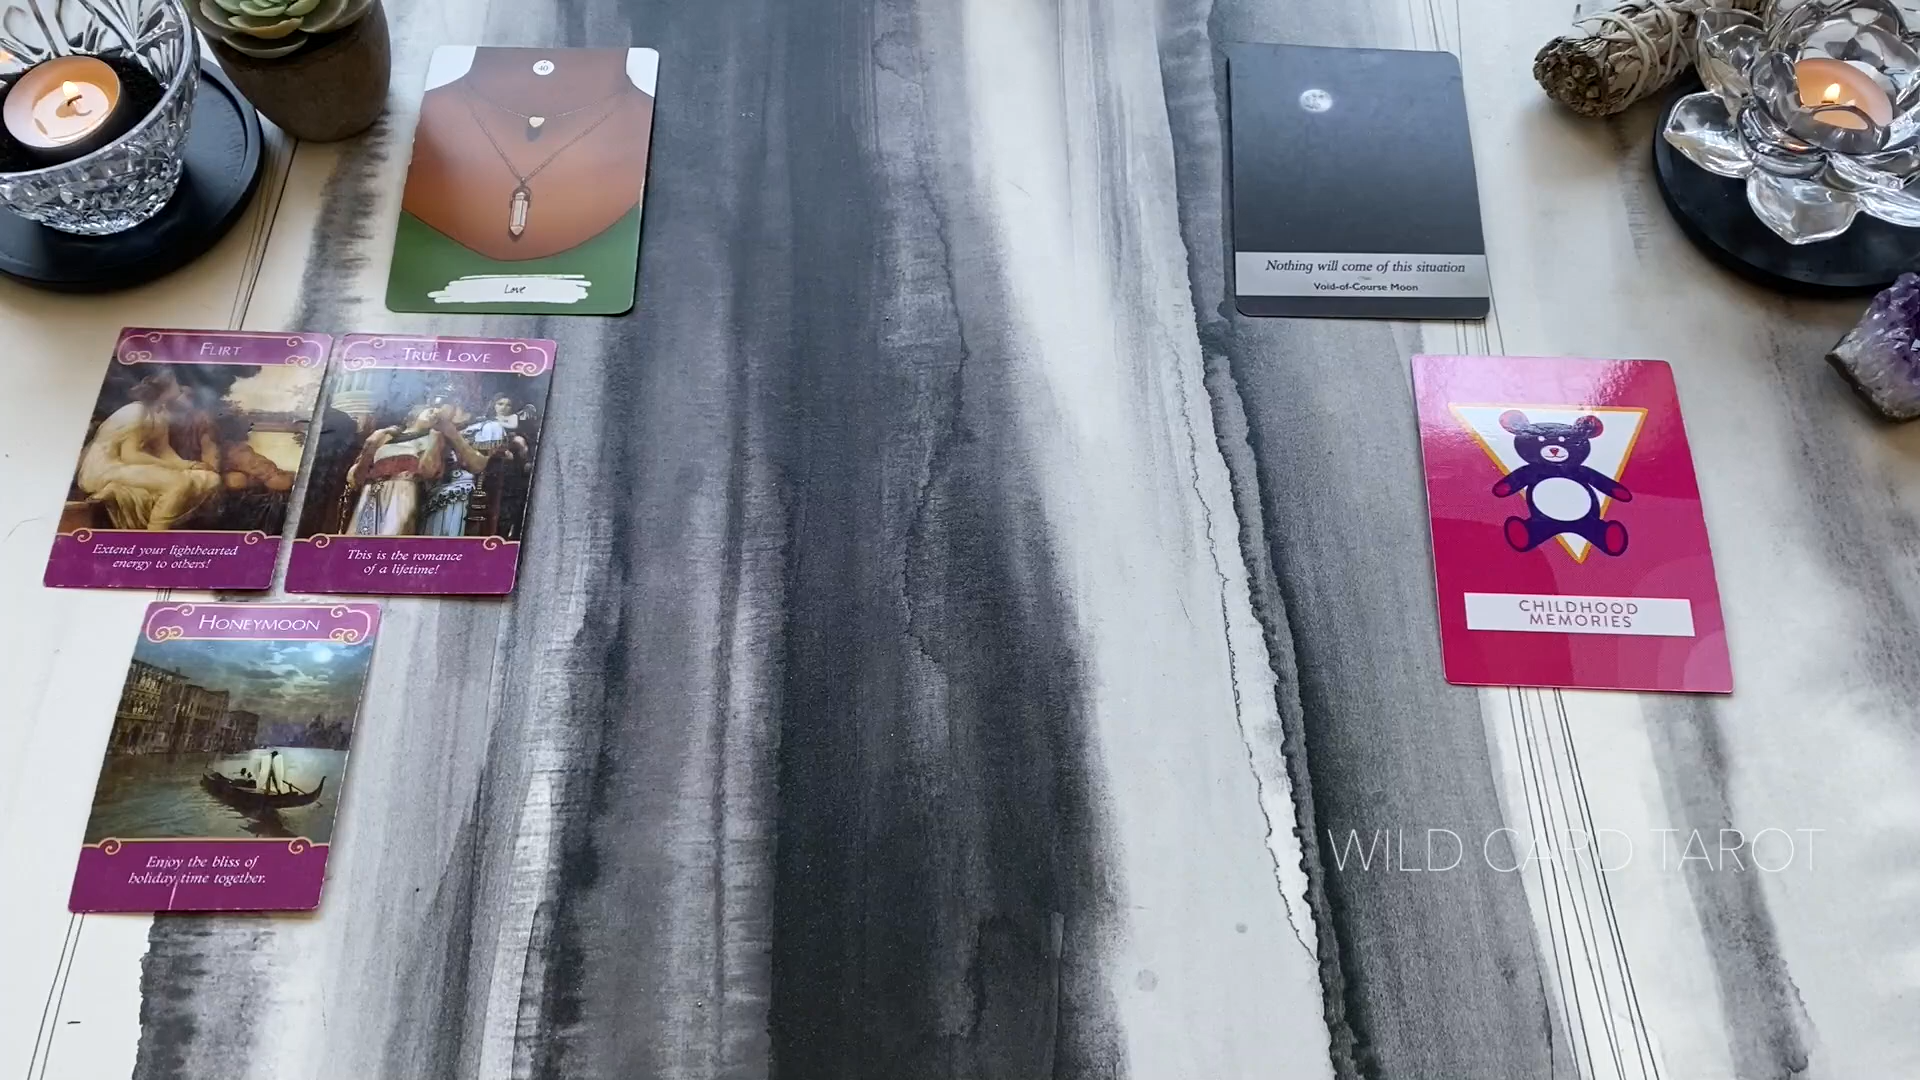 40
Love
Nothing will come of this situation
Void-of-Course Moon
FLIRT
Extend your lighthearted
energy to others!
TRUE LOVE
This is the romance
of a lifetime!
HONEYMOON
Enjoy the bliss of
holiday time together.
CHILDHOOD
MEMORIES
WILD CARD TAROT